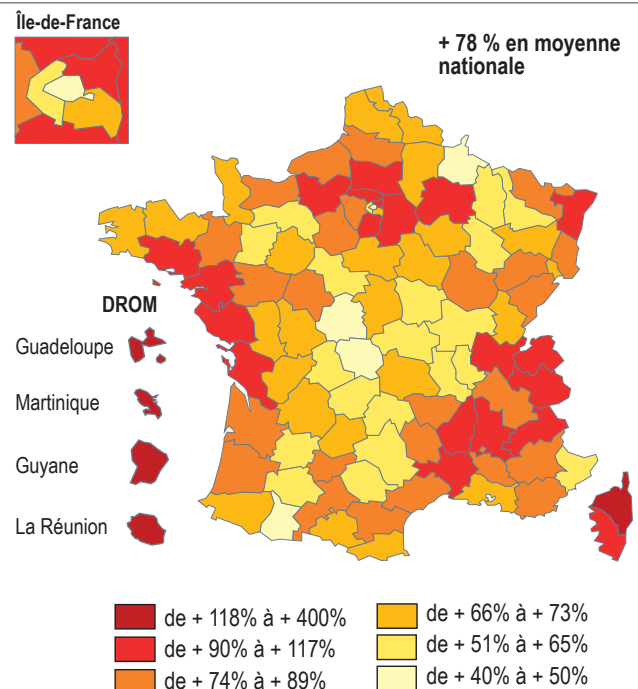 Île-de-France
+ 78 % en moyenne
nationale
DROM
Guadeloupe
Martinique
Guyane
La Réunion
de + 118% à + 400%
de + 90% à + 117%
de + 74% à + 89%
de + 66% à + 73%
de + 51% à + 65%
de + 40% à + 50%